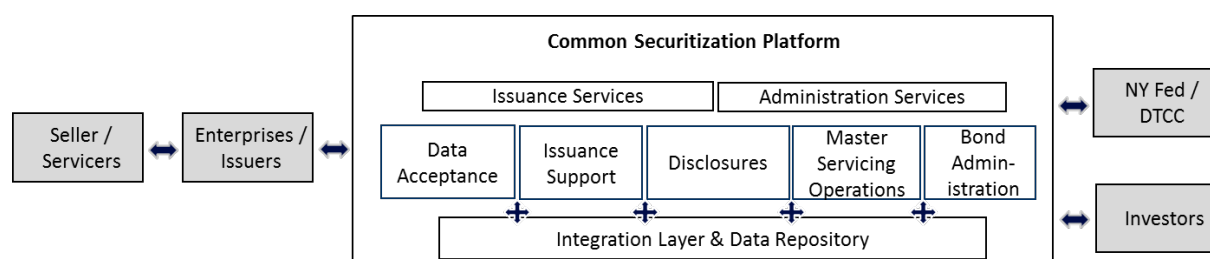 Common Securitization Platform
Issuance Services
Administration Services
Seller /
Servicers
Enterprises /
Issuers
Data
Acceptance
Issuance
Support
Disclosures
Master
Servicing
Operations
Bond
Admin-
istration
Integration Layer & Data Repository
NY Fed /
DTCC
Investors